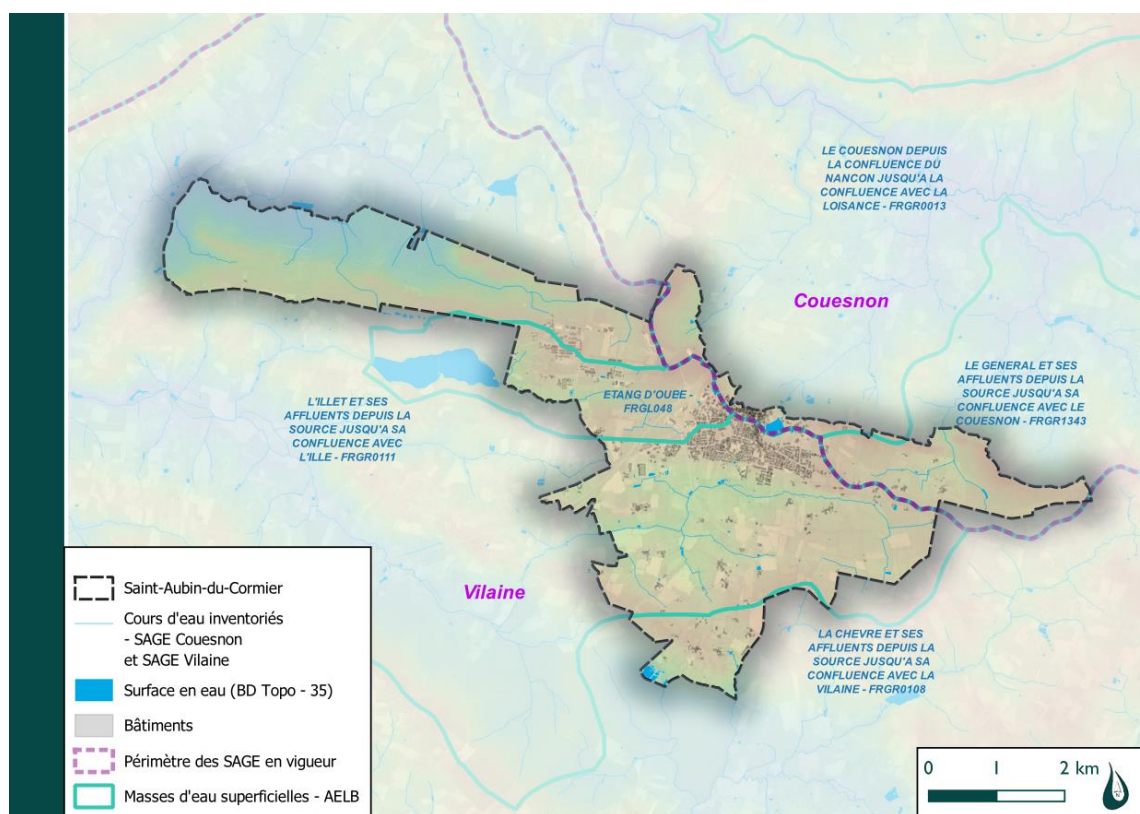 LE COUESNON DEPUIS
LA CONFLUENCE DU
NANCON JUSQU'A LA
CONFLUENCE AVEC LA
LOISANCE - FRGR0013
Couesnon
LE GENERAL ET SES
AFFLUENTS DEPUIS LA
SOURCE JUSQU'A SA
CONFLUENCE AVEC LE
COUESNON - FRGR1343
ETANG D'OUBE -
FRGL048
L'ILLET ET SES
AFFLUENTS DEPUIS LA
SOURCE JUSQU'A SA
CONFLUENCE AVEC
L'ILLE - FRGR0111
Vilaine
LA CHEVRE ET SES
AFFLUENTS DEPUIS LA
SOURCE JUSQU'A SA
CONFLUENCE AVEC LA
VILAINE - FRGR0108
Saint-Aubin-du-Cormier
Cours d'eau inventoriés
- SAGE Couesnon
et SAGE Vilaine
Surface en eau (BD Topo - 35)
Bâtiments
Périmètre des SAGE en vigueur
Masses d'eau superficielles - AELB
0 1 2 km